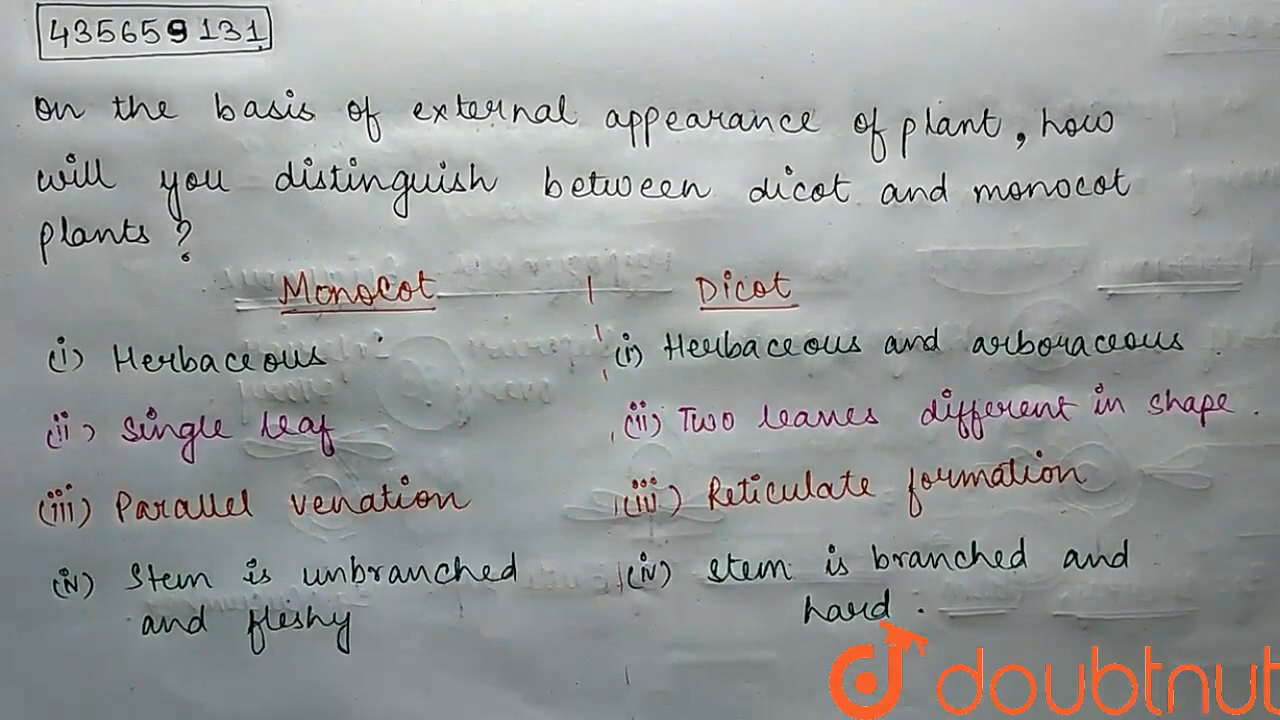 435659131
on the basis of external appearance of plant, how
will you distinguish between dicot and monocot
plants?
Monocot | Dicot
(i) Herbaceous (i) Herbaceous and arboraceous.
(ii) Single leaf (ii) Two leaves different in shape.
(iii) Parallel venation (iii) Reticulate formation
(iv) Stem is unbranched (iv) stem is branched and
and fleshy hard.
doubtnut